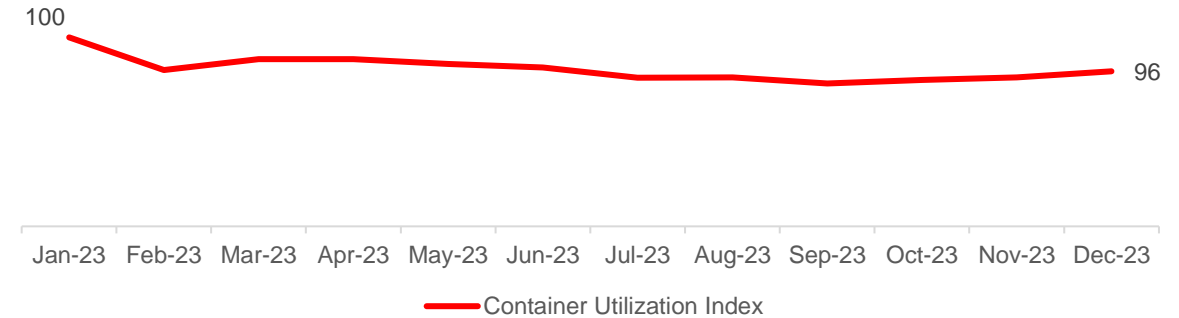 100
96
Jan-23 Feb-23 Mar-23 Apr-23 May-23 Jun-23 Jul-23 Aug-23 Sep-23 Oct-23 Nov-23 Dec-23
Container Utilization Index